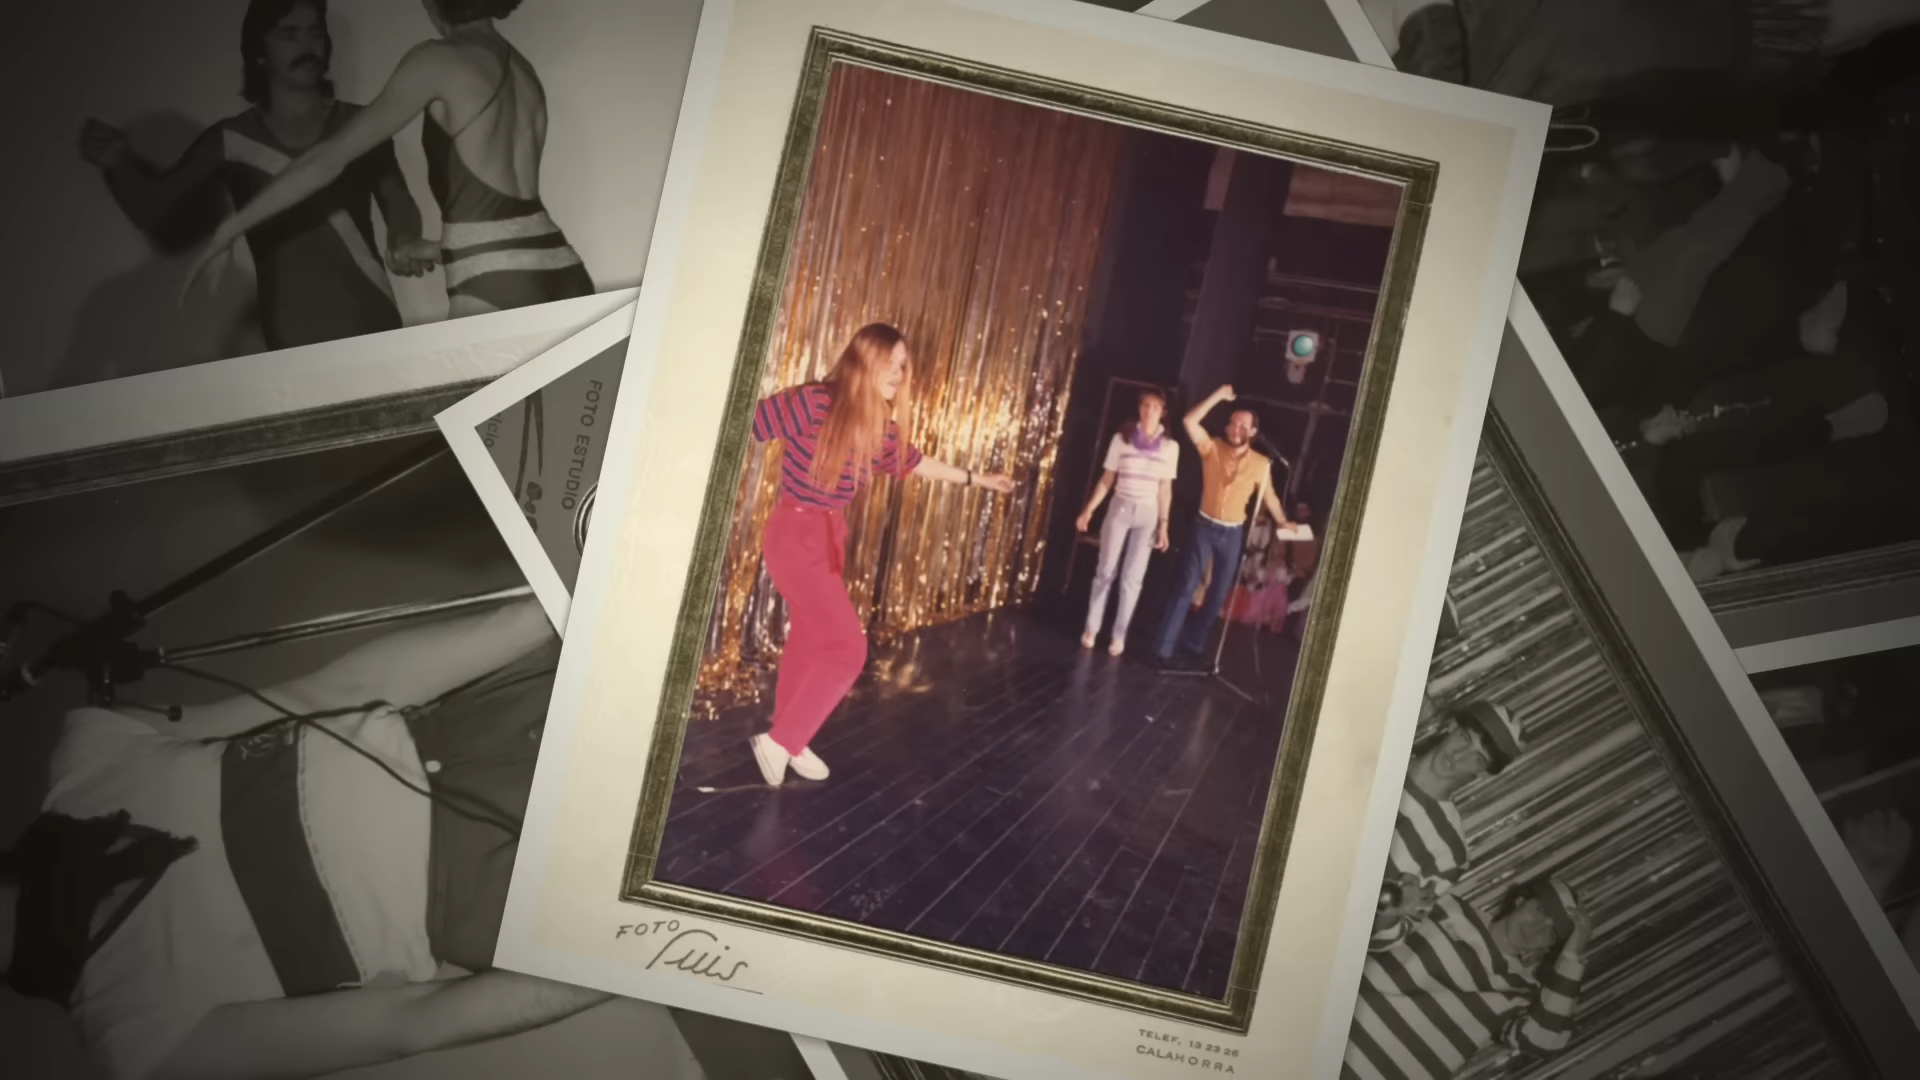 FOTO ESTUDIO
FOTO
Luis
TELEF. 13 23 26
CALAHORRA